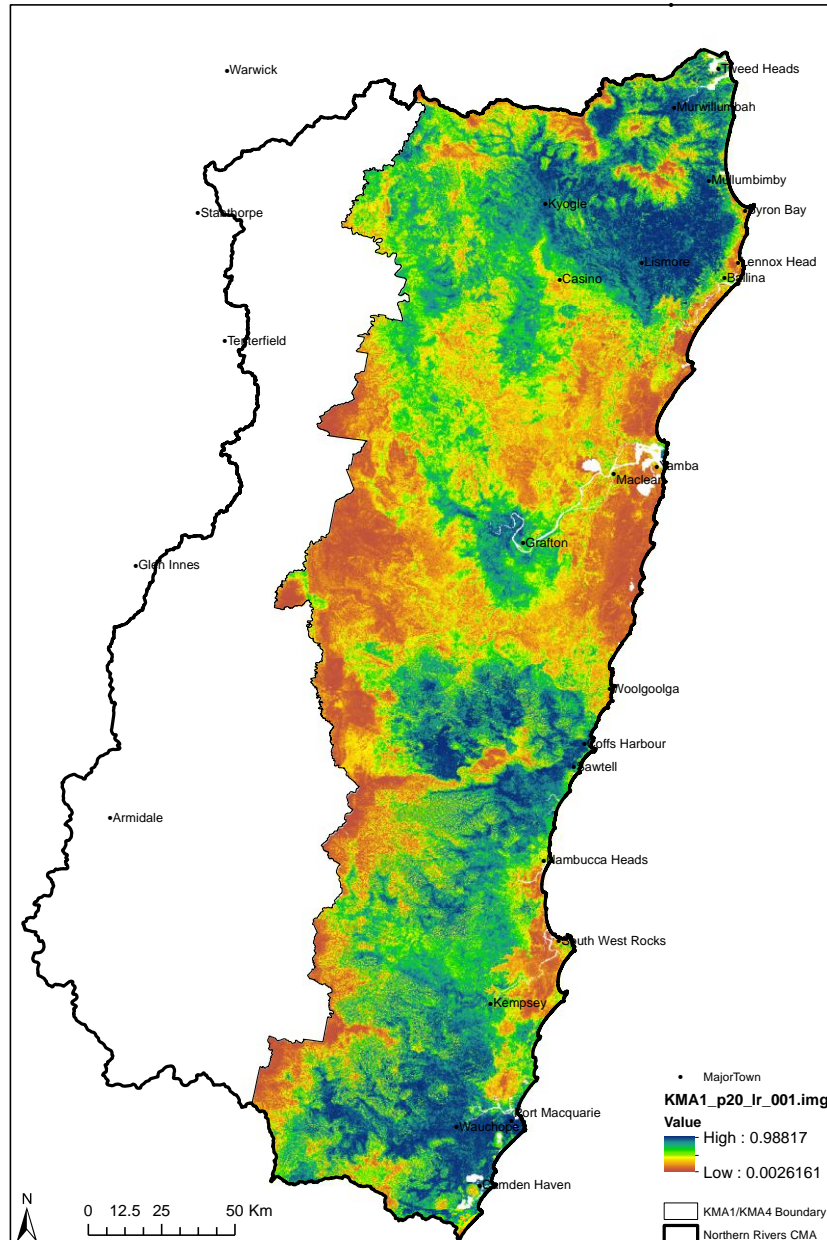 Warwick
Tweed Heads
Murwillumbah
Mullumbimby
Kyogle
Stanthorpe
Byron Bay
Lismore
Lennox Head
Casino
Ballina
Tenterfield
Yamba
Maclean
Grafton
Glen Innes
Woolgoolga
Coffs Harbour
Sawtell
Armidale
Nambucca Heads
South West Rocks
Kempsey
MajorTown
KMA1_p20_lr_001.img
Value
High : 0.98817
Low : 0.0026161
Port Macquarie
Wauchope
Camden Haven
N
0 12.5 25 50 Km
KMA1/KMA4 Boundary
Northern Rivers CMA